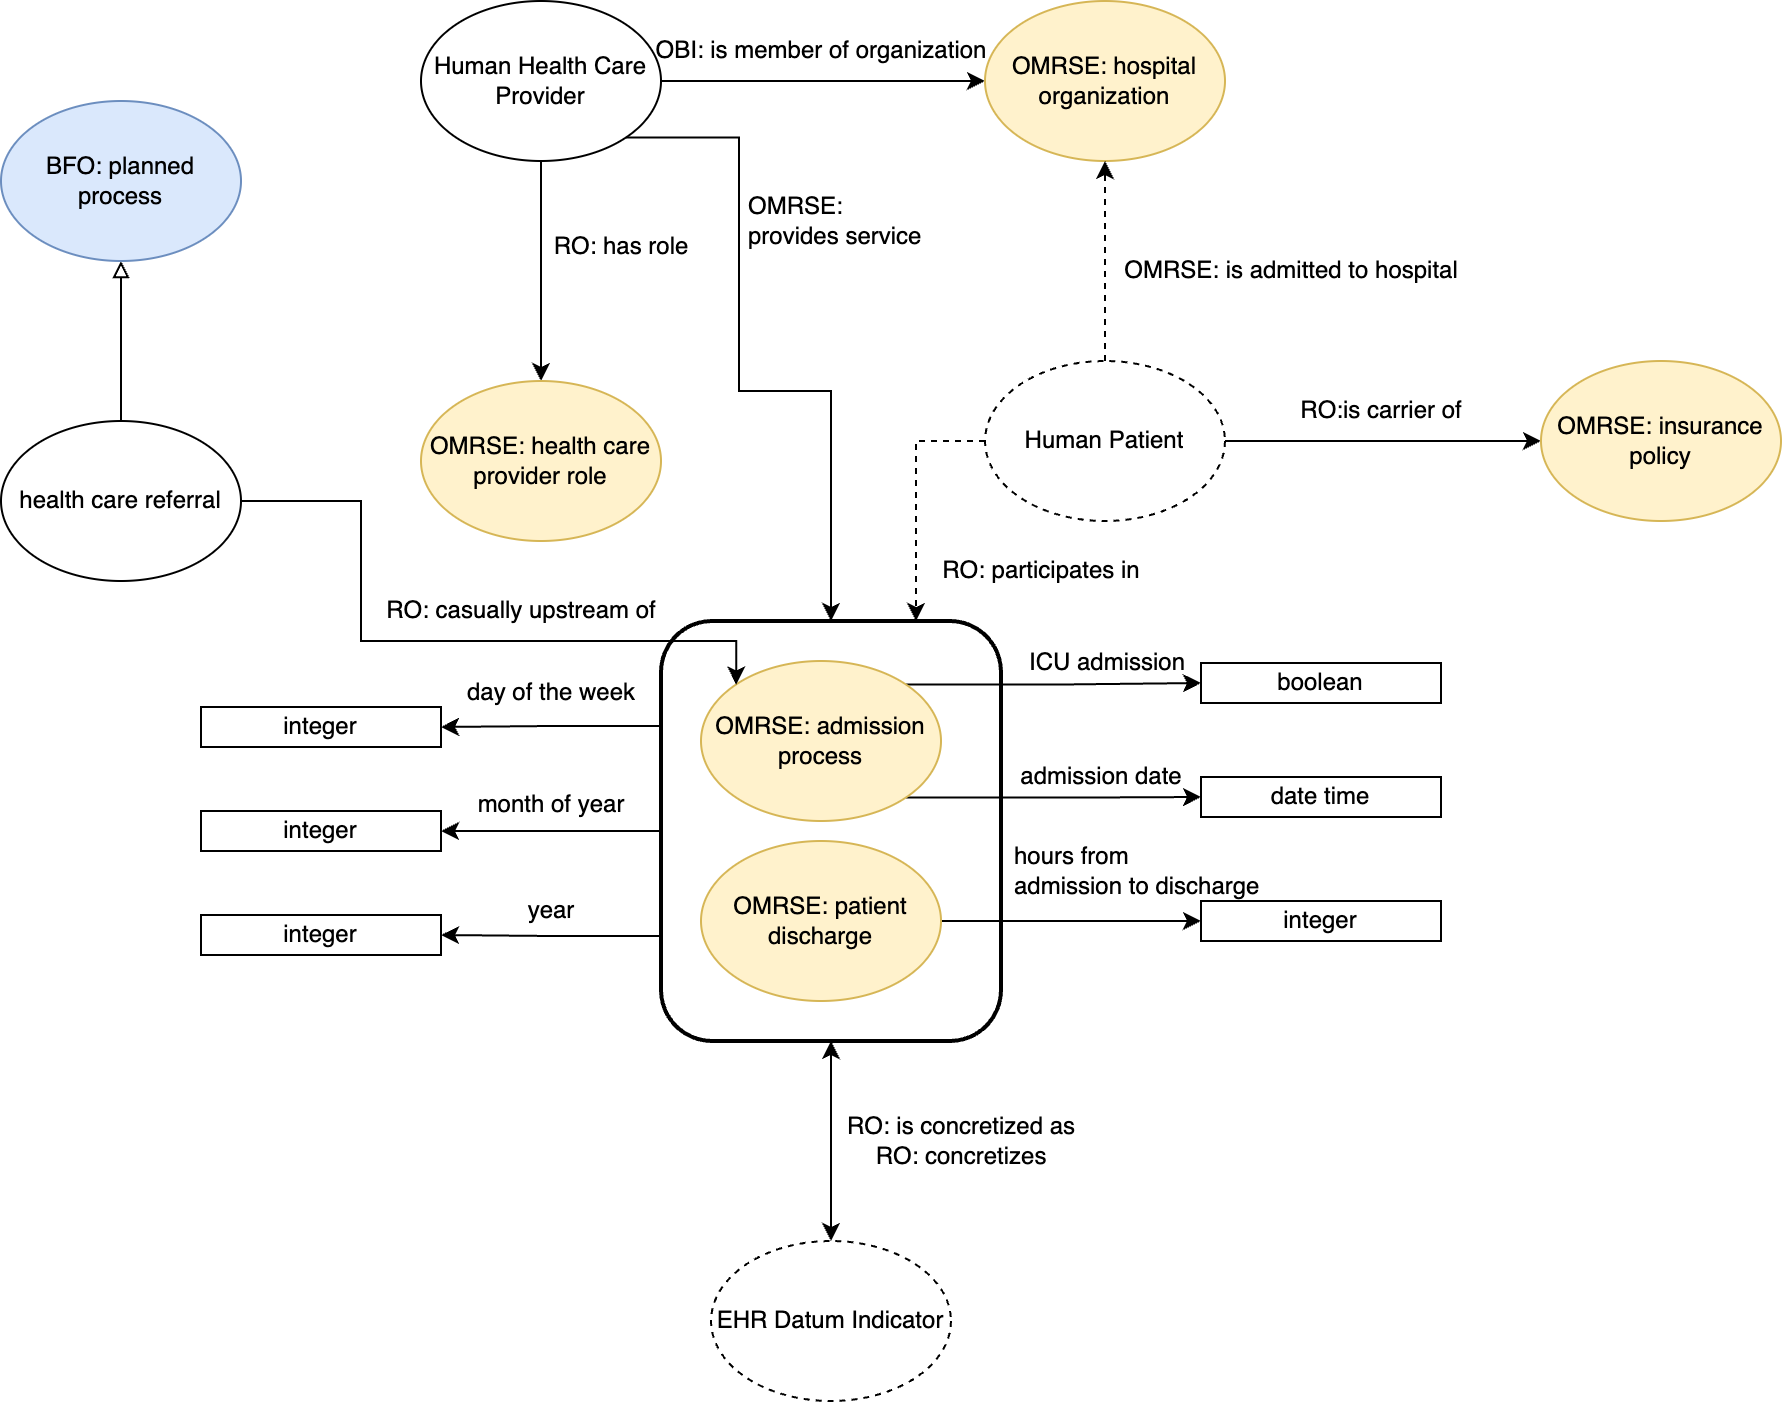 Human Health Care
Provider
OBI: is member of organization
OMRSE: hospital
organization
BFO: planned
process
OMRSE:
provides service
RO: has role
OMRSE: is admitted to hospital
OMRSE: health care
provider role
Human Patient
RO:is carrier of
OMRSE: insurance
policy
health care referral
RO: participates in
RO: casually upstream of
ICU admission
boolean
day of the week
integer
OMRSE: admission
process
admission date
date time
month of year
integer
hours from
admission to discharge
integer
year
integer
OMRSE: patient
discharge
RO: is concretized as
RO: concretizes
EHR Datum Indicator